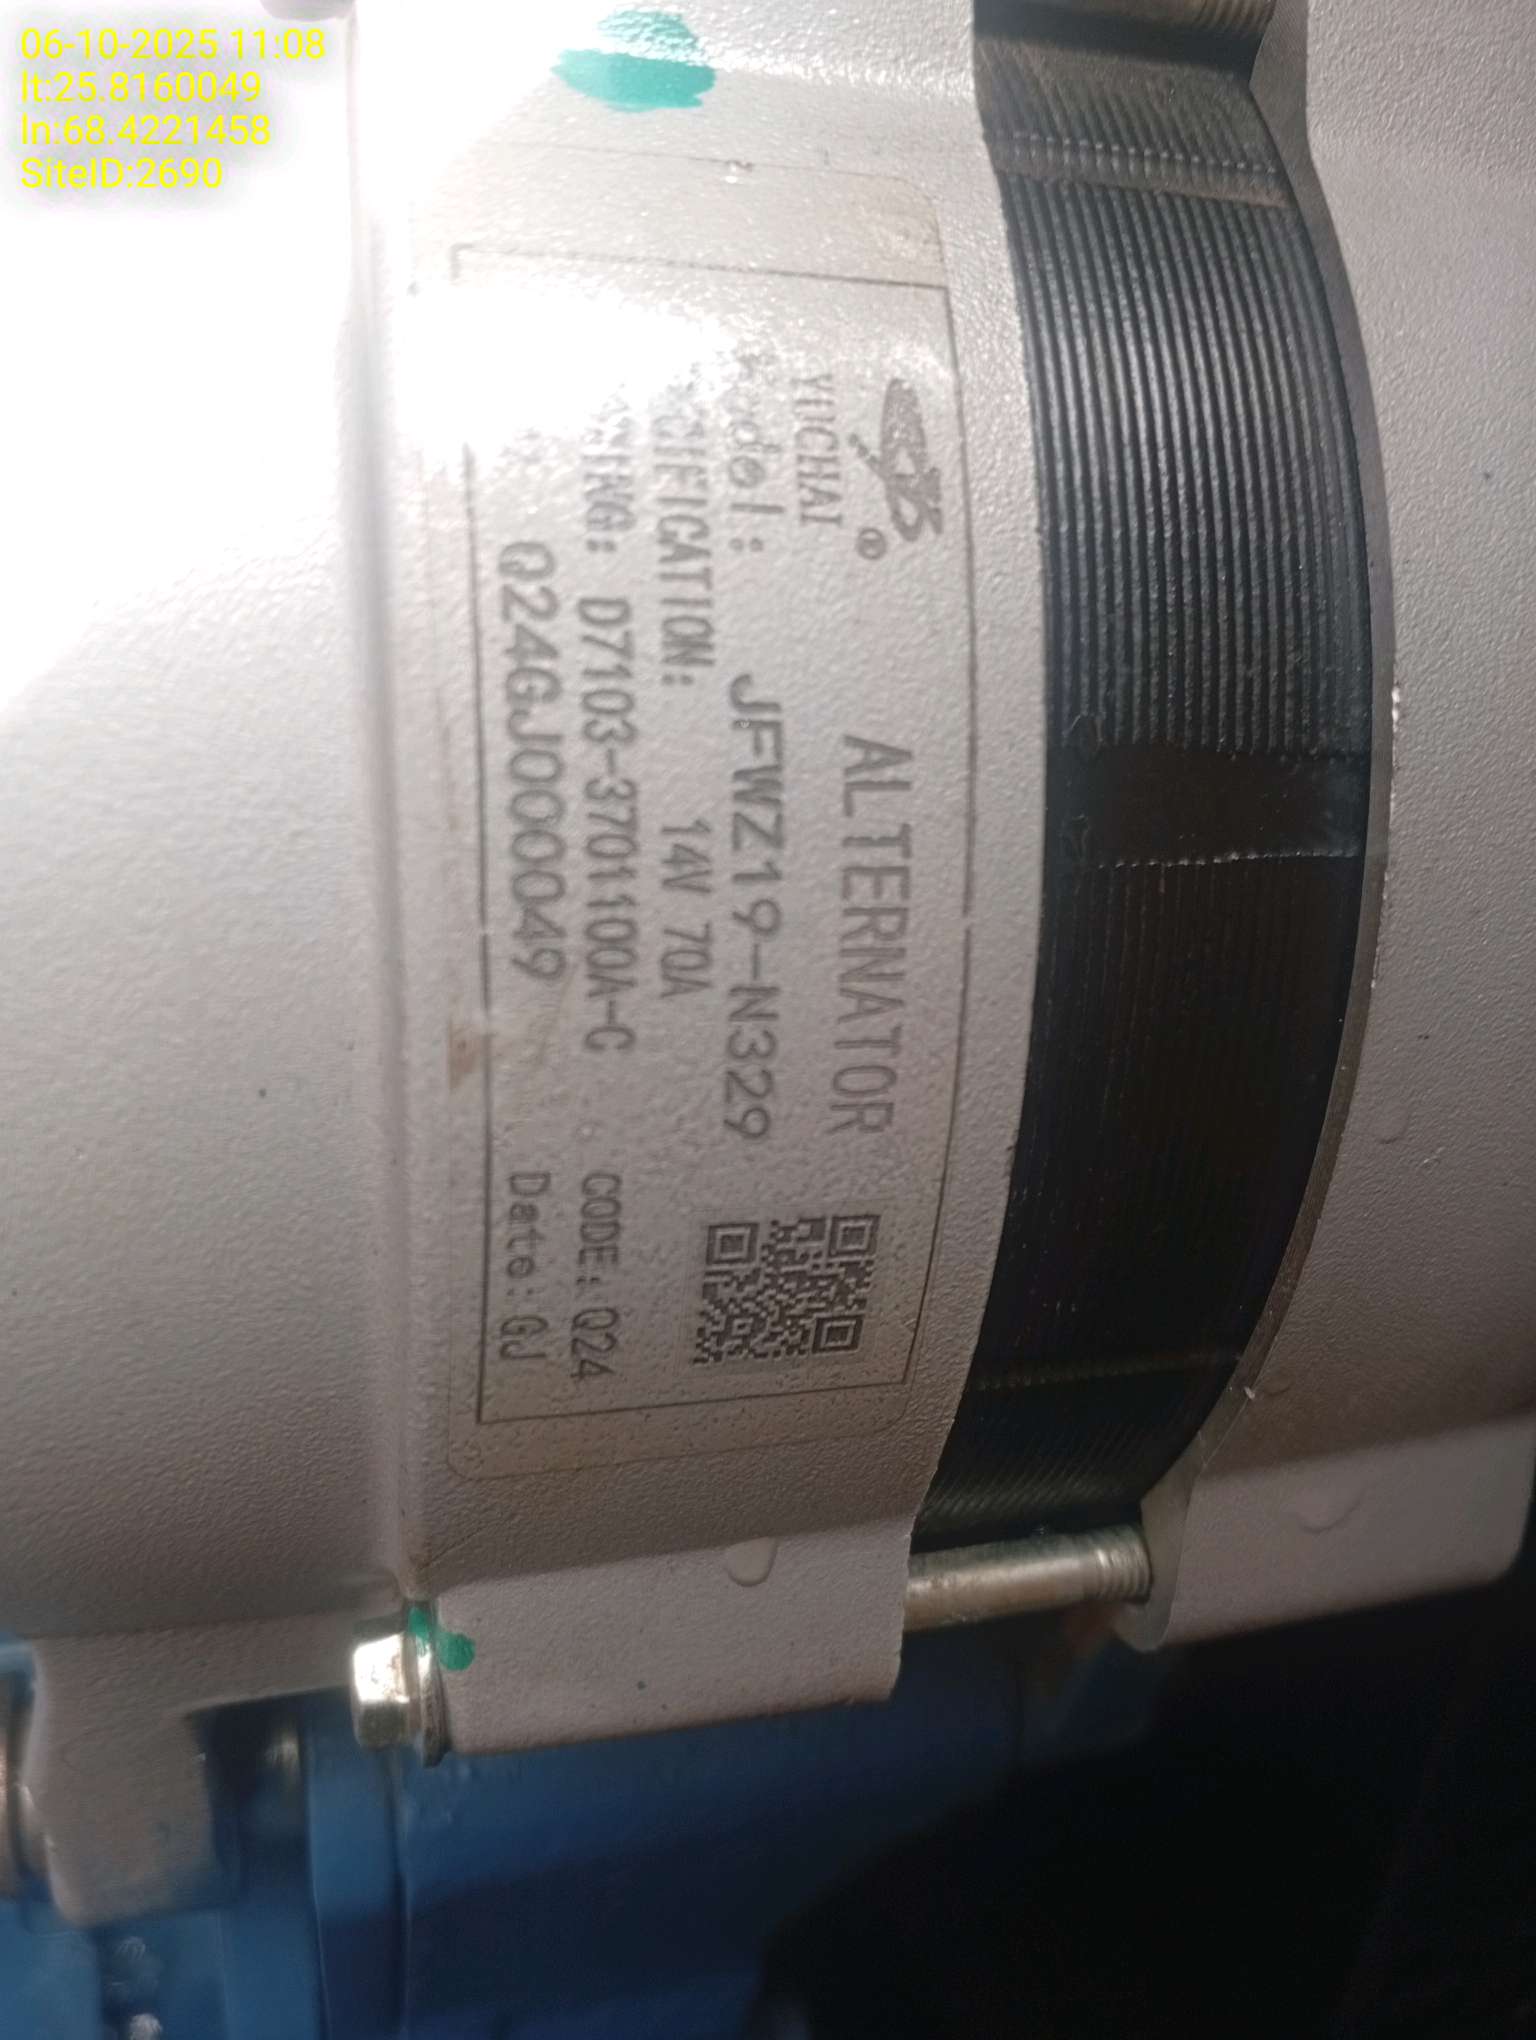 06-10-2025 11:08
lt:25.8160049
ln:68.4221458
SiteID:2690
®
YUCHAI
ALTERNATOR
JFWZ19-N329
14V 70A
D7103-3701100A-C CODE: Q24
Q24GJ000049 Date: GJ